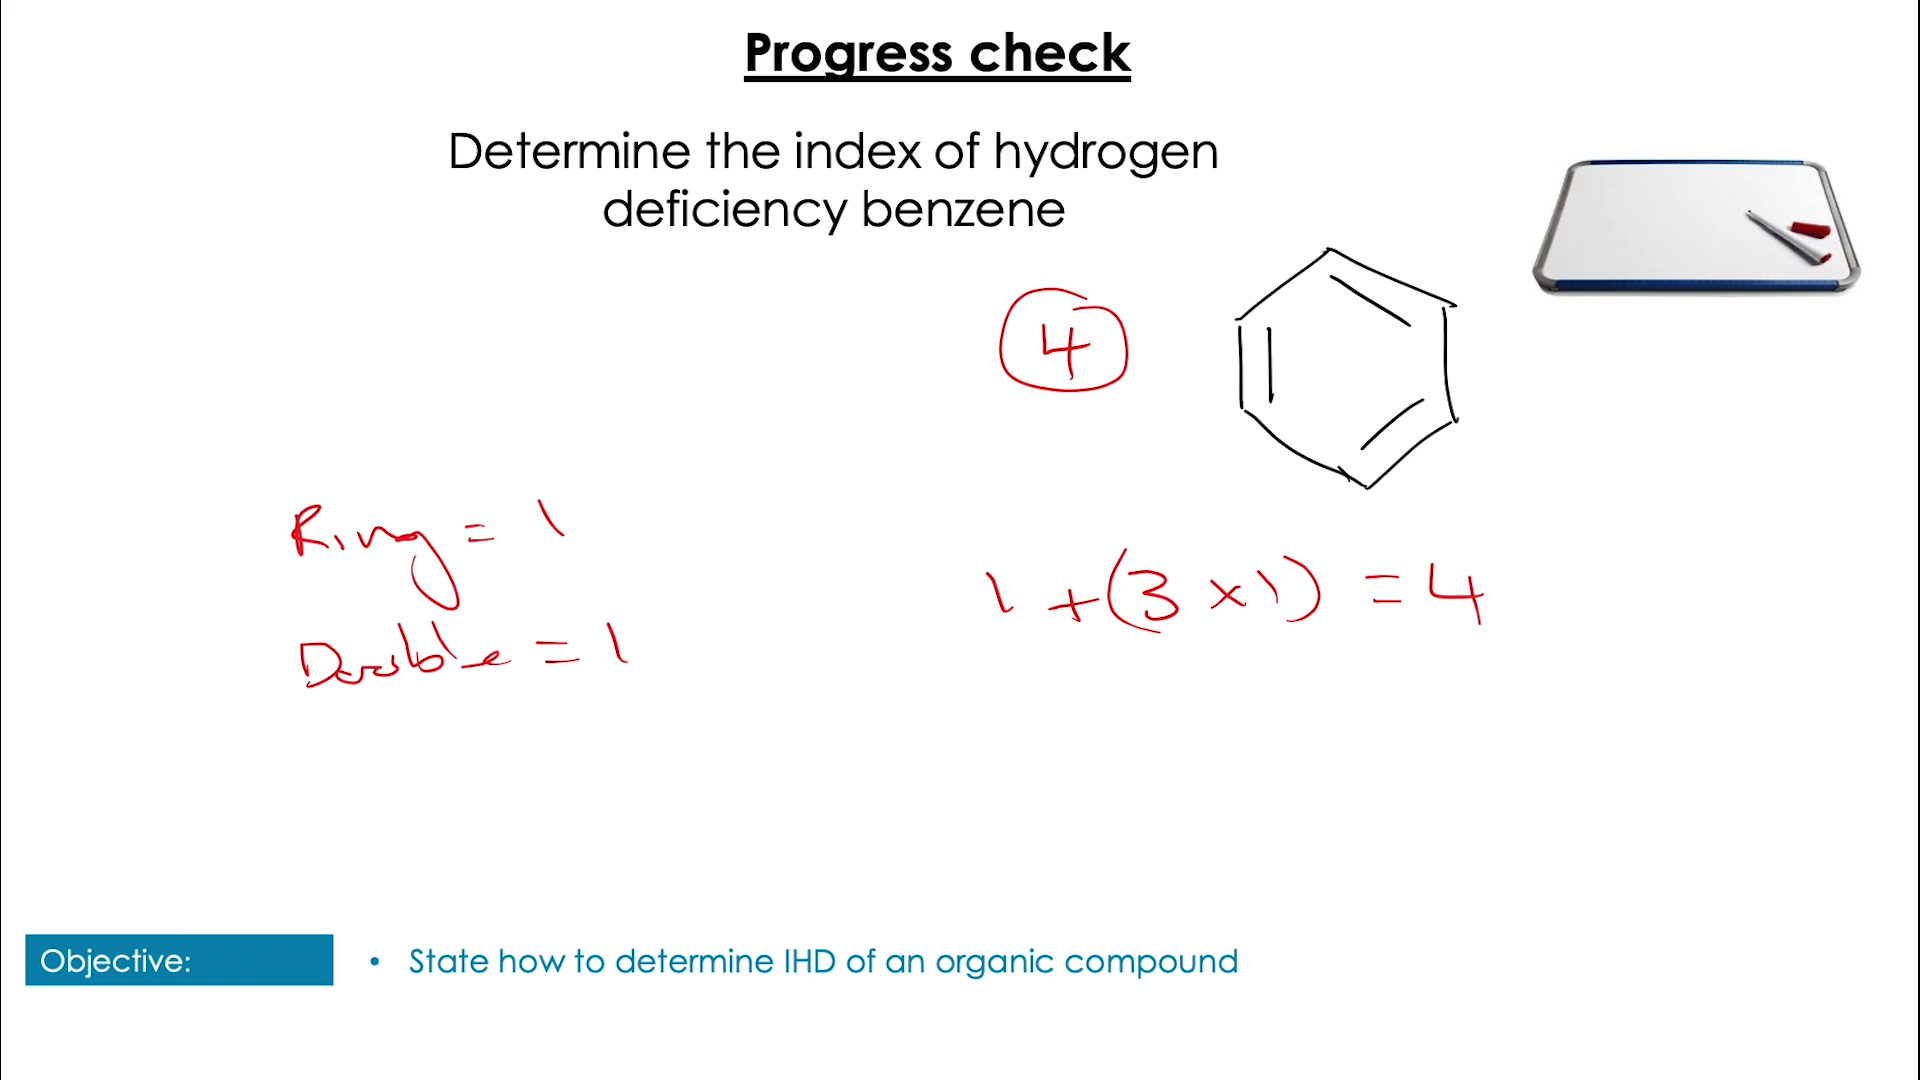 Progress check
Determine the index of hydrogen
deficiency benzene
4
Ring = 1
Double = 1
1 + (3 x 1) = 4
Objective:
• State how to determine IHD of an organic compound